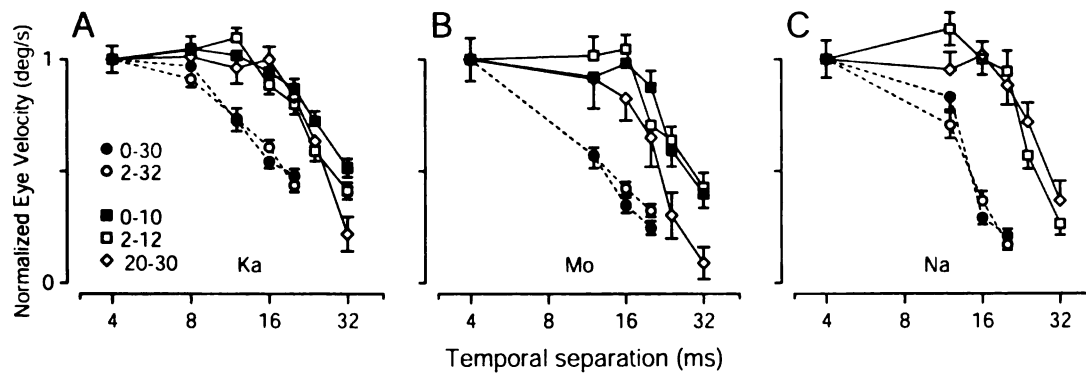 A
B
C
Normalized Eye Velocity (deg/s)
1
0
0-30
2-32
0-10
2-12
20-30
Ka
Mo
Na
4 8 16 32
4 8 16 32
4 8 16 32
Temporal separation (ms)